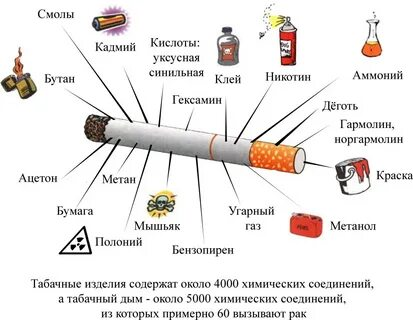 Смолы
Кадмий
Кислоты:
уксусная
синильная
Клей
Никотин
Аммоний
Бутан
Гексамин
Дёготь
Гармолин,
норгармолин
Ацетон
Метан
Краска
Бумага
Мышьяк
Угарный
газ
Метанол
Полоний
Бензопирен
Табачные изделия содержат около 4000 химических соединений,
а табачный дым - около 5000 химических соединений,
из которых примерно 60 вызывают рак